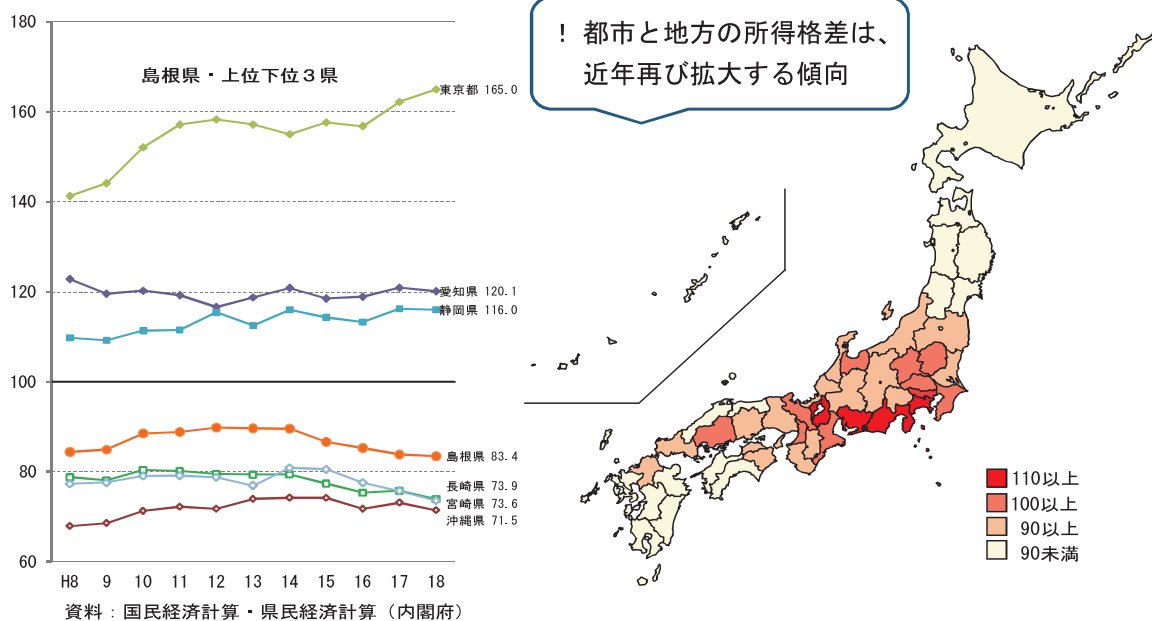 180
160
140
120
100
80
60
島根県・上位下位3県
東京都 165.0
愛知県 120.1
静岡県 116.0
島根県 83.4
長崎県 73.9
宮崎県 73.6
沖縄県 71.5
H8 9 10 11 12 13 14 15 16 17 18
資料:国民経済計算・県民経済計算(内閣府)
! 都市と地方の所得格差は、
近年再び拡大する傾向
110以上
100以上
90以上
90未満